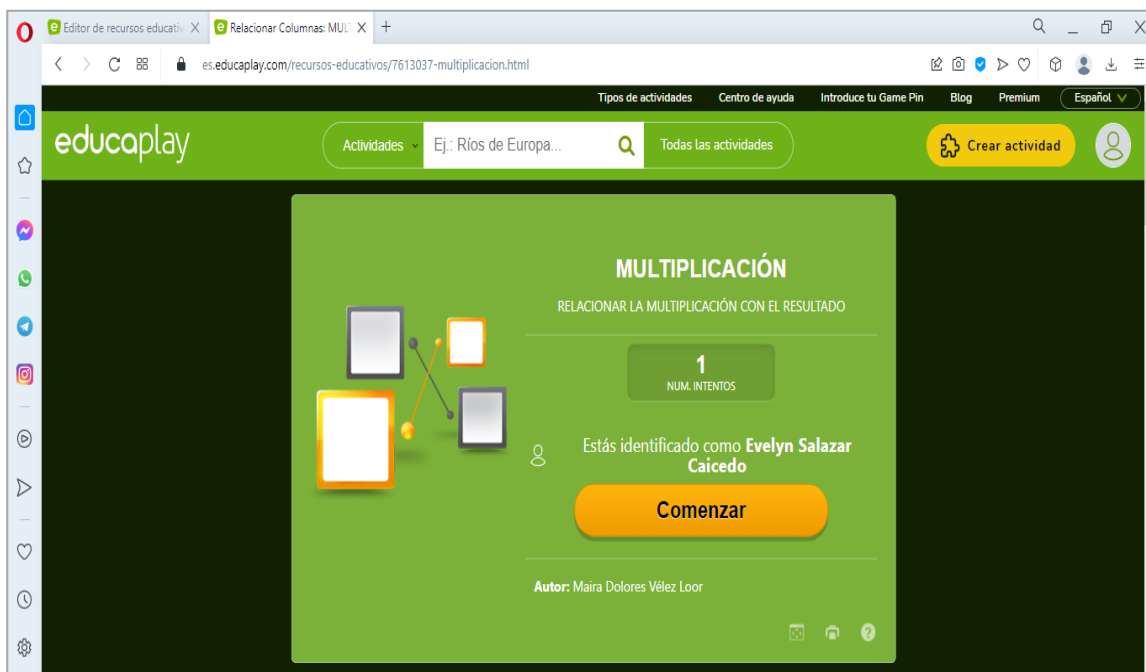 Editor de recursos educativ
Relacionar Columnas: MULT
es.educaplay.com/recursos-educativos/7613037-multiplicacion.html
Tipos de actividades Centro de ayuda Introduce tu Game Pin Blog Premium Español
educaplay Actividades Ej.: Ríos de Europa... Todas las actividades Crear actividad
MULTIPLICACIÓN
RELACIONAR LA MULTIPLICACIÓN CON EL RESULTADO
1
NUM. INTENTOS
Estás identificado como Evelyn Salazar
Caicedo
Comenzar
Autor: Maira Dolores Vélez Loor